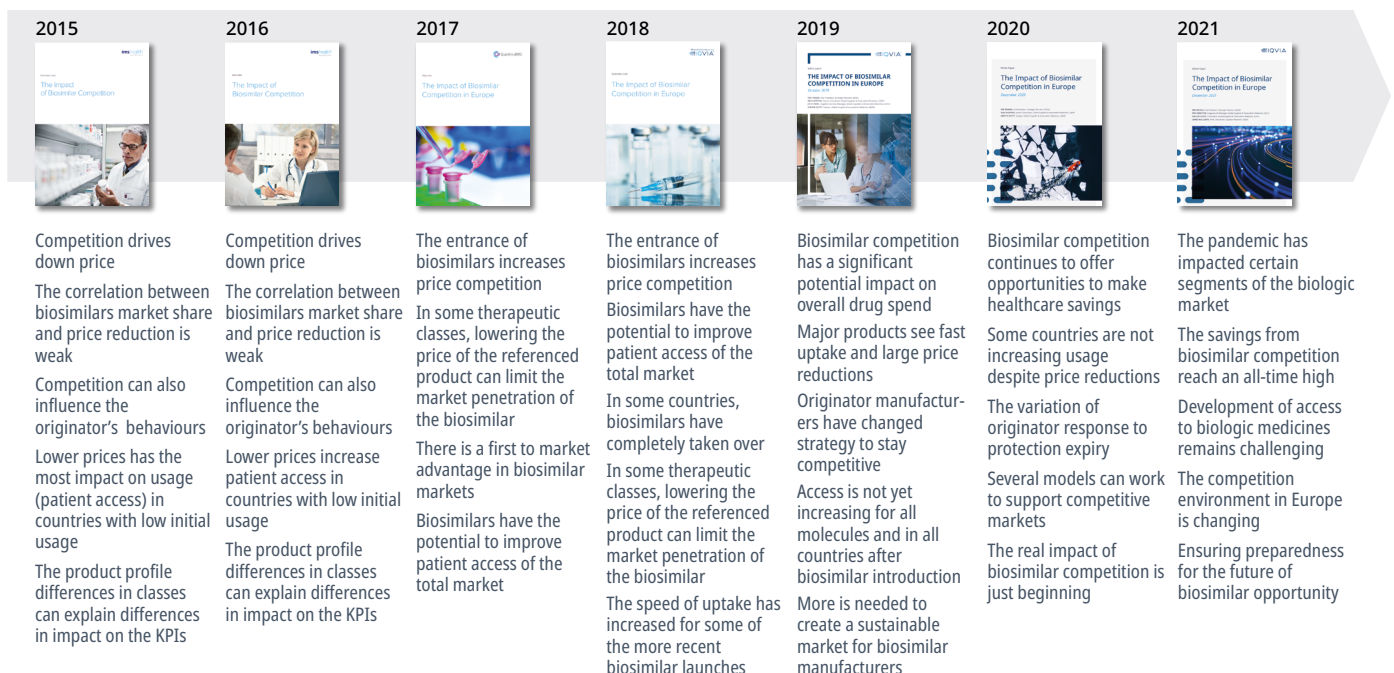 2015
2016
2017
2018
2019
2020
2021
imshealth
The Impact
of Biosimilar Competition
The Impact of
Biosimilar Competition
QuintilesIMS
The Impact of Biosimilar
Competition in Europe
IQVIA
The Impact of Biosimilar
Competition in Europe
IQVIA
THE IMPACT OF BIOSIMILAR
COMPETITION IN EUROPE
October, 2019
The Impact of Biosimilar
Competition in Europe
December, 2020
IQVIA
The Impact of Biosimilar
Competition in Europe
December, 2021
Competition drives
down price
The correlation between
biosimilars market share
and price reduction is
weak
Competition can also
influence the
originator's behaviours
Lower prices has the
most impact on usage
(patient access) in
countries with low initial
usage
The product profile
differences in classes
can explain differences
in impact on the KPIs
Competition drives
down price
The correlation between
biosimilars market share
and price reduction is
weak
Competition can also
influence the
originator's behaviours
Lower prices increase
patient access in
countries with low initial
usage
The product profile
differences in classes
can explain differences
in impact on the KPIs
The entrance of
biosimilars increases
price competition
In some therapeutic
classes, lowering the
price of the referenced
product can limit the
market penetration of
the biosimilar
There is a first to market
advantage in biosimilar
markets
Biosimilars have the
potential to improve
patient access of the
total market
The entrance of
biosimilars increases
price competition
Biosimilars have the
potential to improve
patient access of the
total market
In some countries,
biosimilars have
completely taken over
In some therapeutic
classes, lowering the
price of the referenced
product can limit the
market penetration of
the biosimilar
The speed of uptake has
increased for some of
the more recent
biosimilar launches
Biosimilar competition
has a significant
potential impact on
overall drug spend
Major products see fast
uptake and large price
reductions
Originator manufactur-
ers have changed
strategy to stay
competitive
Access is not yet
increasing for all
molecules and in all
countries after
biosimilar introduction
More is needed to
create a sustainable
market for biosimilar
manufacturers
Biosimilar competition
continues to offer
opportunities to make
healthcare savings
Some countries are not
increasing usage
despite price reductions
The variation of
originator response to
protection expiry
Several models can work
to support competitive
markets
The real impact of
biosimilar competition is
just beginning
The pandemic has
impacted certain
segments of the biologic
market
The savings from
biosimilar competition
reach an all-time high
Development of access
to biologic medicines
remains challenging
The competition
environment in Europe
is changing
Ensuring preparedness
for the future of
biosimilar opportunity